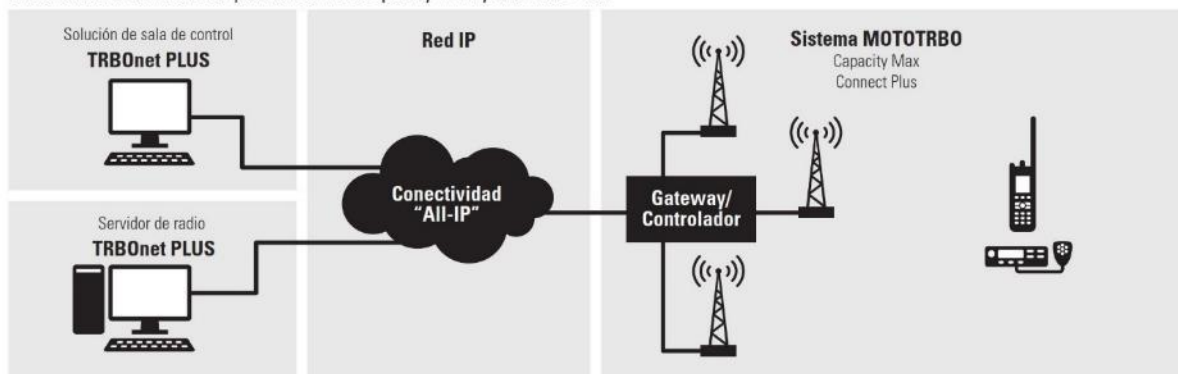 Solución de sala de control
TRBOnet PLUS
Servidor de radio
TRBOnet PLUS
Red IP
Conectividad
“All-IP”
Sistema MOTOTRBO
Capacity Max
Connect Plus
Gateway/
Controlador